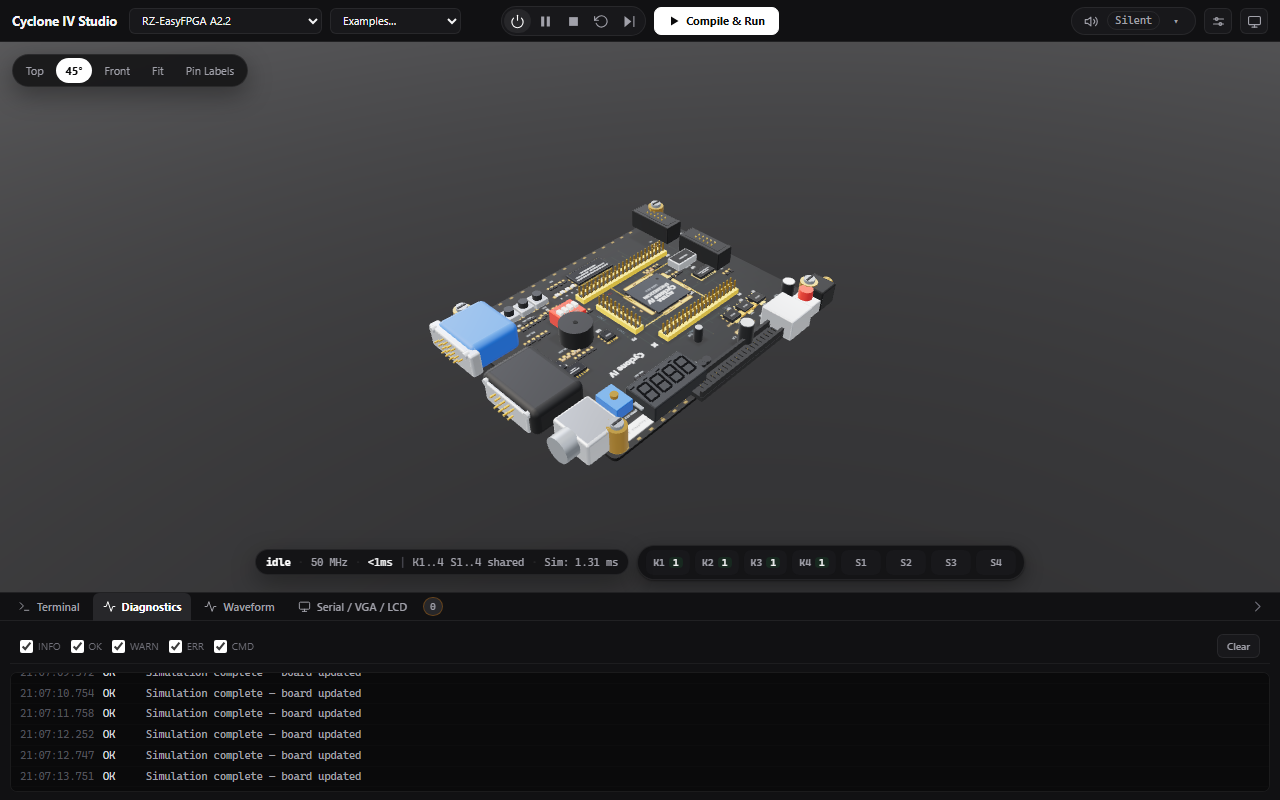 Cyclone IV Studio
RZ-EasyFPGA A2.2
Examples...
Compile & Run
Silent
Top
45°
Front
Fit
Pin Labels
Cyclone IV
idle · 50 MHz · <1ms | K1..4 S1..4 shared · Sim: 1.31 ms
K1 1
K2 1
K3 1
K4 1
S1
S2
S3
S4
Terminal
Diagnostics
Waveform
Serial / VGA / LCD
0
INFO
OK
WARN
ERR
CMD
Clear
OK Simulation complete — board updated
21:07:10.754 OK Simulation complete — board updated
21:07:11.758 OK Simulation complete — board updated
21:07:12.252 OK Simulation complete — board updated
21:07:12.747 OK Simulation complete — board updated
21:07:13.751 OK Simulation complete — board updated